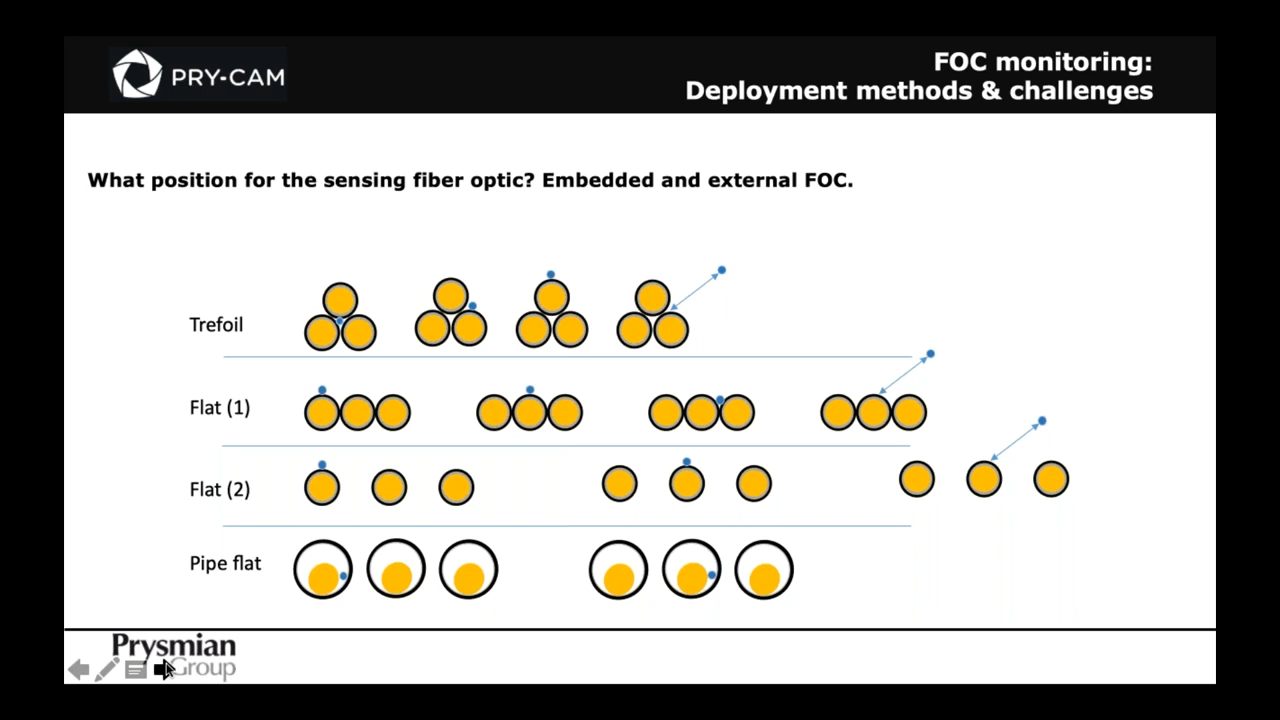 PRY-CAM
FOC monitoring:
Deployment methods & challenges
What position for the sensing fiber optic? Embedded and external FOC.
Trefoil
Flat (1)
Flat (2)
Pipe flat
Prysmian
Group